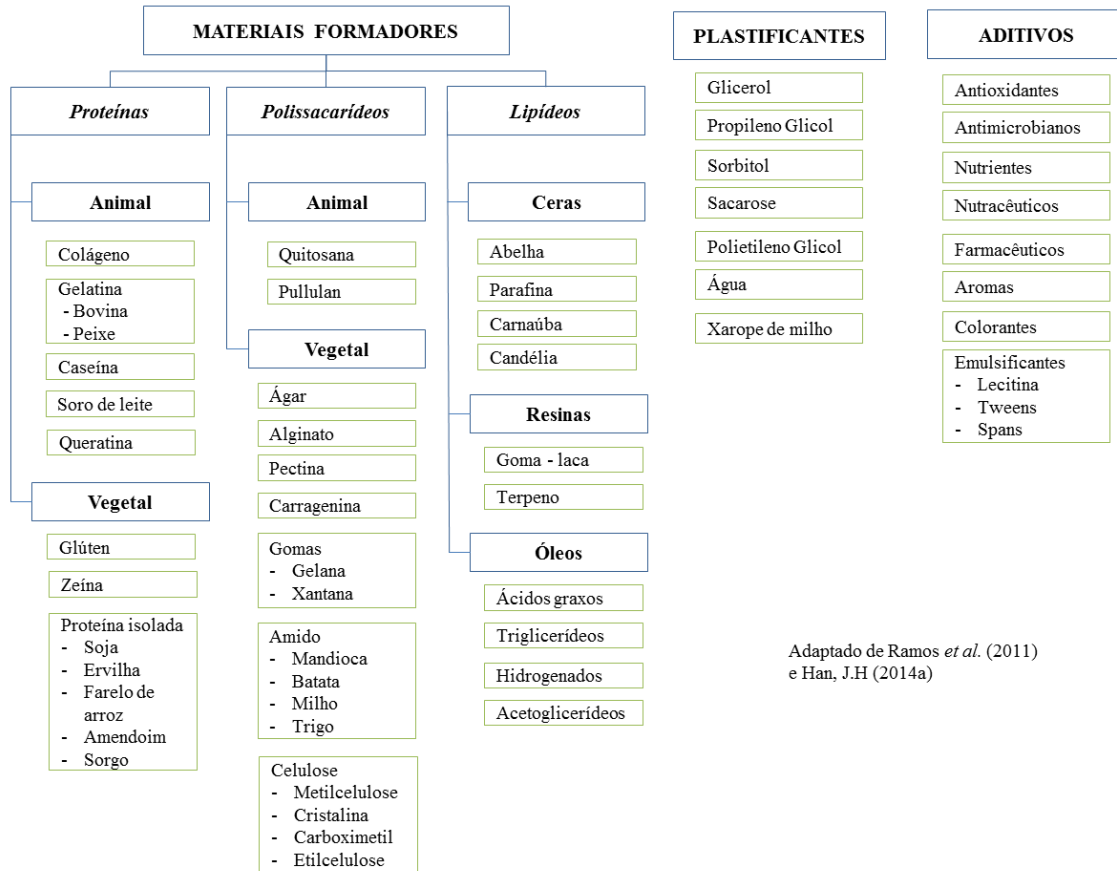 MATERIAIS FORMADORES
Proteínas
Animal
Colágeno
Gelatina
- Bovina
- Peixe
Caseína
Soro de leite
Queratina
Vegetal
Glúten
Zeína
Proteína isolada
- Soja
- Ervilha
- Farelo de
arroz
- Amendoim
- Sorgo
Polissacarídeos
Animal
Quitosana
Pullulan
Vegetal
Ágar
Alginato
Pectina
Carragenina
Gomas
- Gelana
- Xantana
Amido
- Mandioca
- Batata
- Milho
- Trigo
Celulose
- Metilcelulose
- Cristalina
- Carboximetil
- Etilcelulose
Lipídeos
Ceras
Abelha
Parafina
Carnaúba
Candélia
Resinas
Goma - laca
Terpeno
Óleos
Ácidos graxos
Triglicerídeos
Hidrogenados
Acetoglicerídeos
PLASTIFICANTES
Glicerol
Propileno Glicol
Sorbitol
Sacarose
Polietileno Glicol
Água
Xarope de milho
ADITIVOS
Antioxidantes
Antimicrobianos
Nutrientes
Nutracêuticos
Farmacêuticos
Aromas
Colorantes
Emulsificantes
- Lecitina
- Tweens
- Spans
Adaptado de Ramos et al. (2011)
e Han, J.H (2014a)